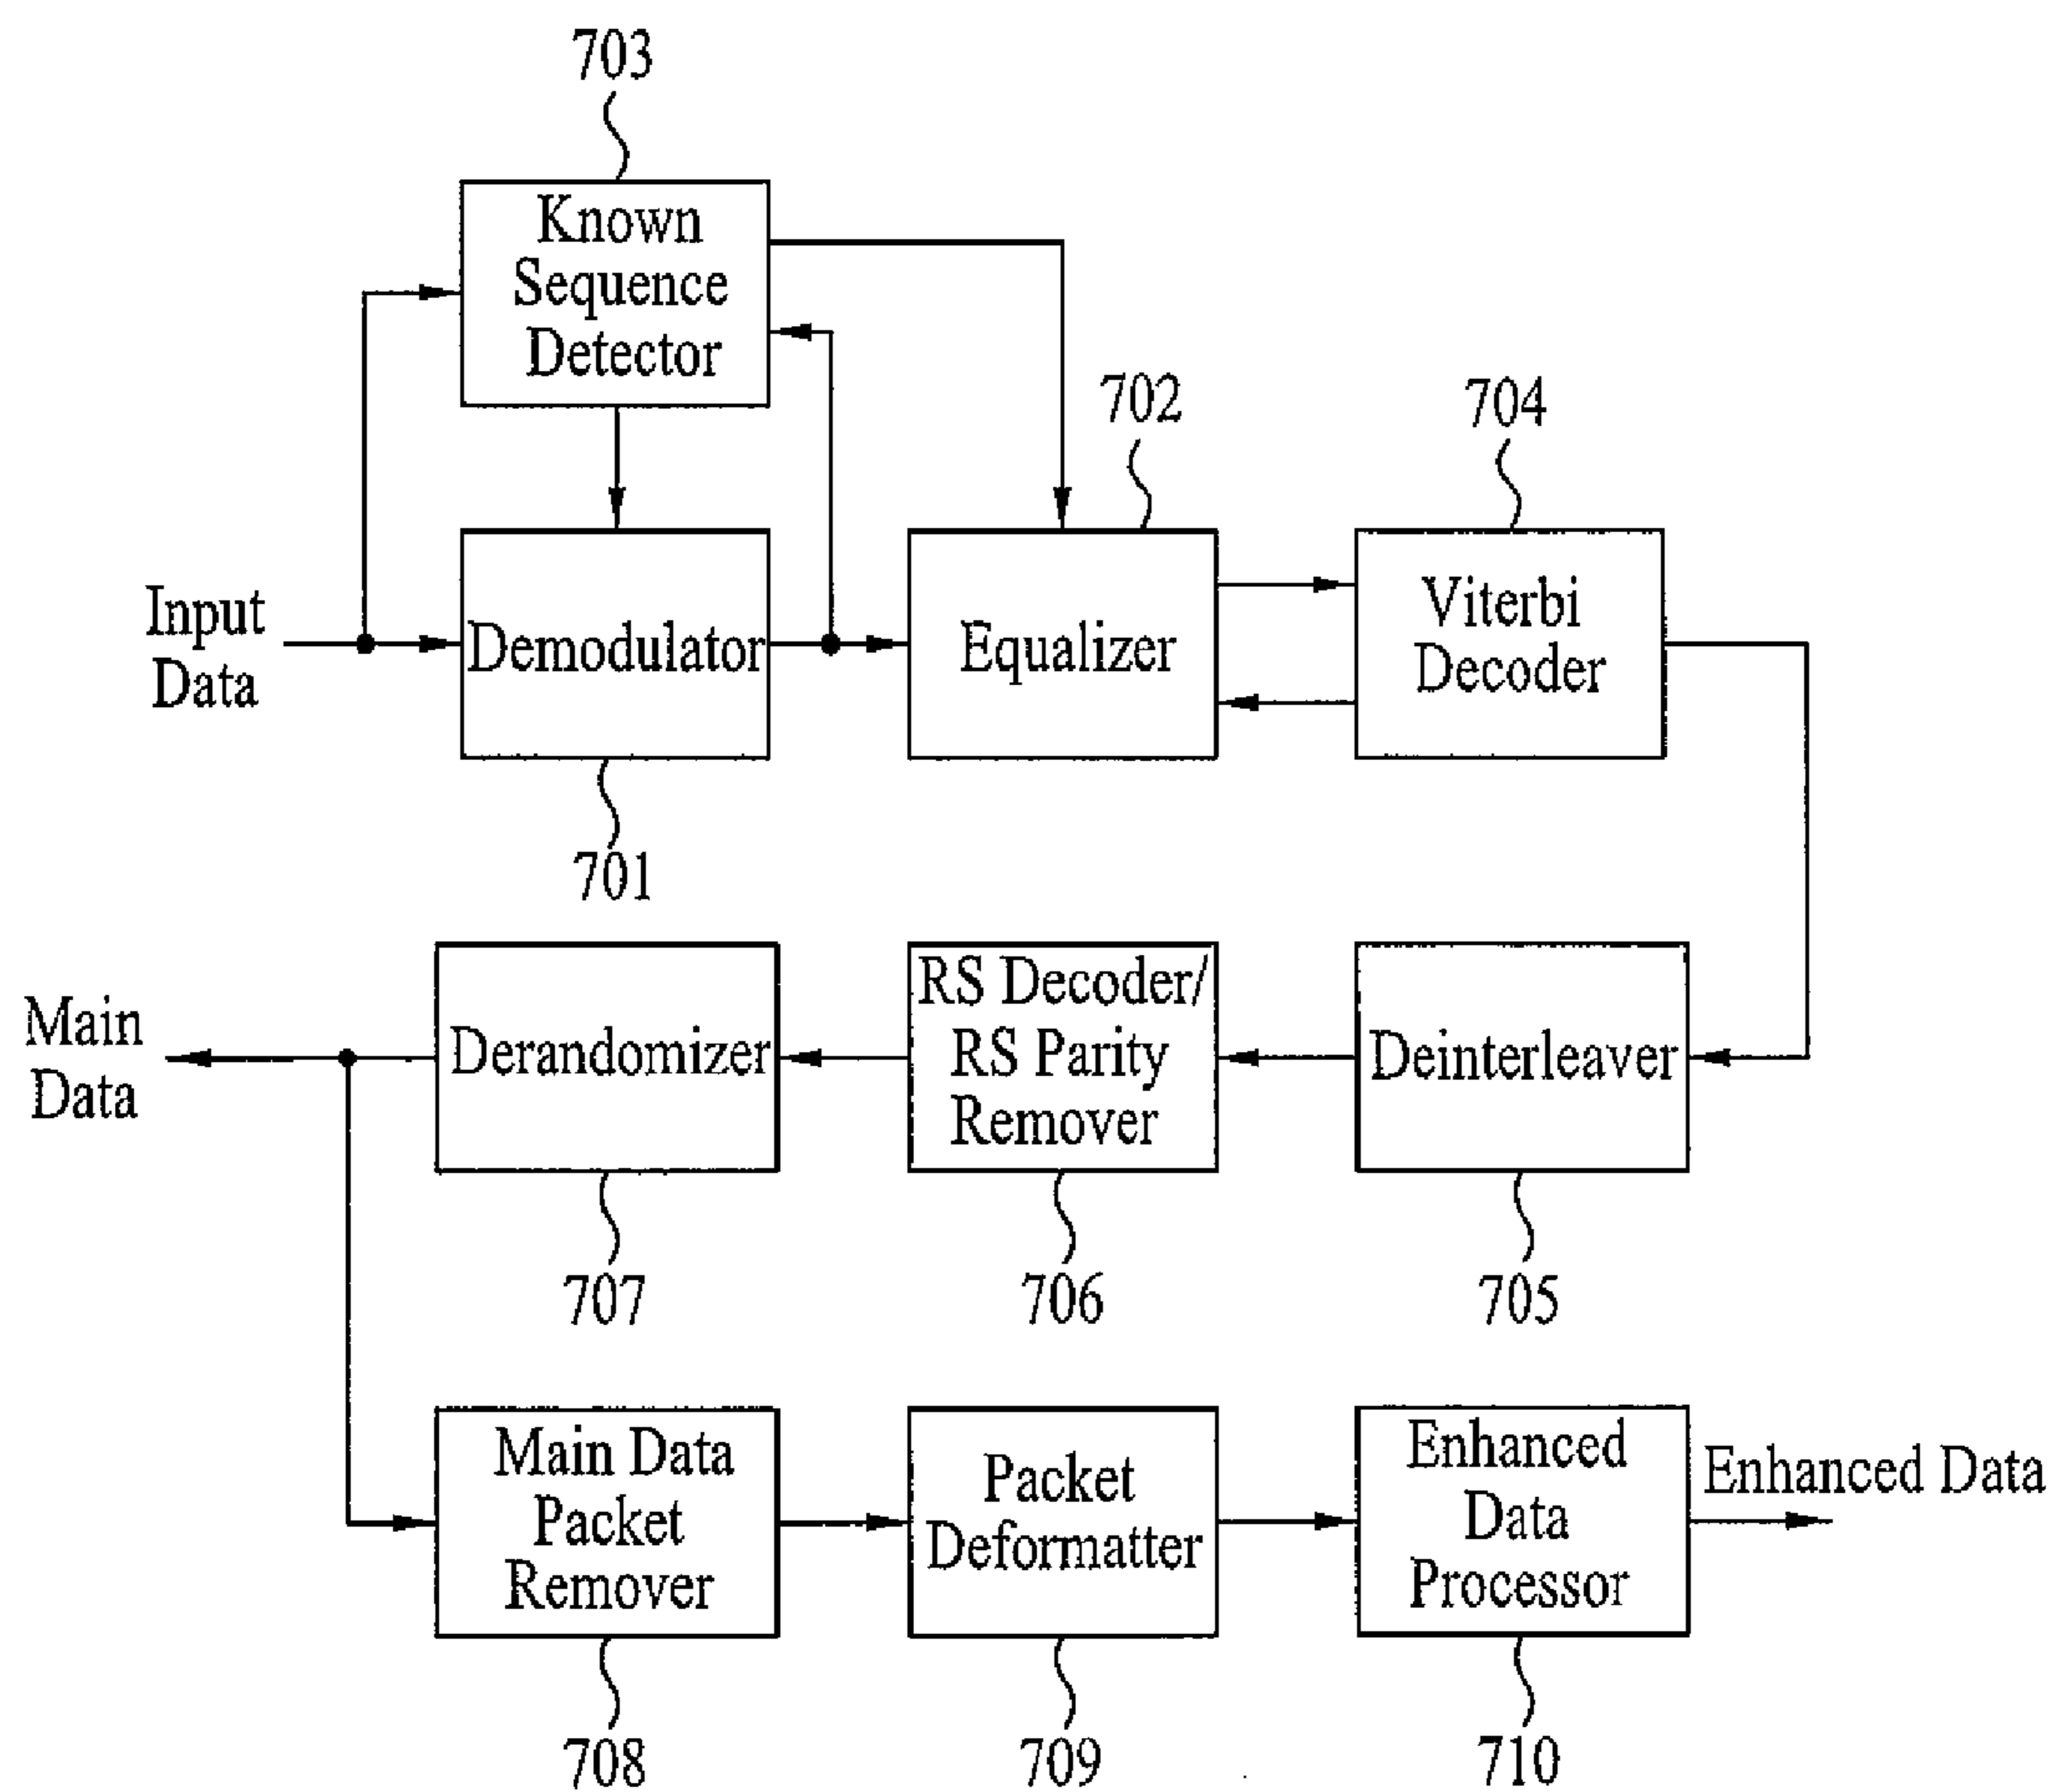 703
Known
Sequence
Detector
702
704
Input
Data
Demodulator
Equalizer
Viterbi
Decoder
701
Main
Data
Derandomizer
RS Decoder/
RS Parity
Remover
Deinterleaver
707
706
705
Main Data
Packet
Remover
Packet
Deformatter
Enhanced
Data
Processor
Enhanced Data
708
709
710